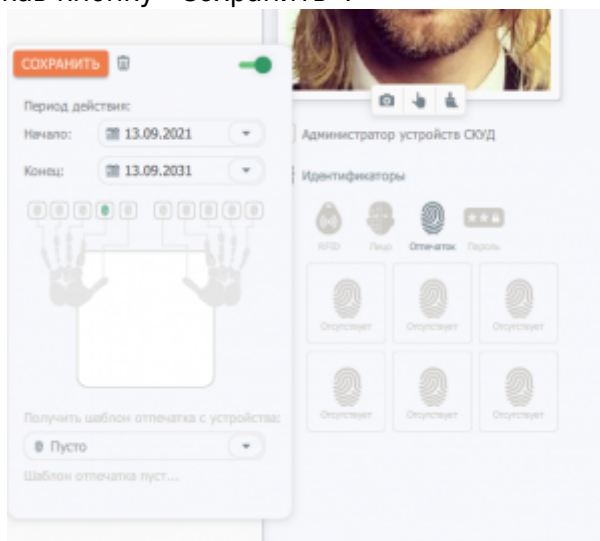 кнопку "Сохранить".
СОХРАНИТЬ
Период действия:
Начало: 13.09.2021
Конец: 13.09.2031
Получить шаблон отпечатка с устройства:
Пусто
Шаблон отпечатка пуст...
Администратор устройств СКУД
Идентификаторы
RFID Лицо Отпечаток Пароль
Отсутствует Отсутствует Отсутствует
Отсутствует Отсутствует Отсутствует